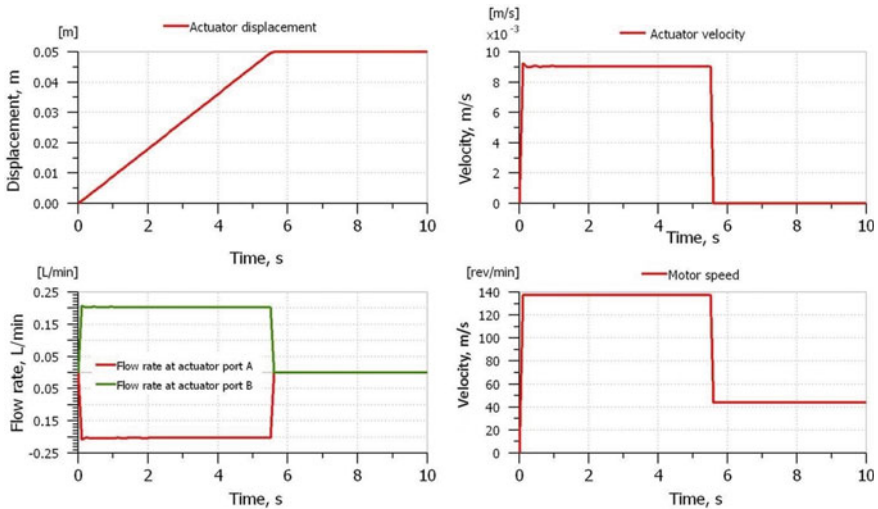 [m]
Actuator displacement
0.05
0.04
0.03
0.02
0.01
0.00
Displacement, m
0 2 4 6 8 10
Time, s
[m/s]
×10⁻³
Actuator velocity
10
8
6
4
2
0
Velocity, m/s
0 2 4 6 8 10
Time, s
[L/min]
0.25
0.15
0.05
0.05
0.15
-0.25
Flow rate, L/min
Flow rate at actuator port A
Flow rate at actuator port B
0 2 4 6 8 10
Time, s
[rev/min]
Motor speed
140
120
100
80
60
40
20
0
Velocity, m/s
0 2 4 6 8 10
Time, s